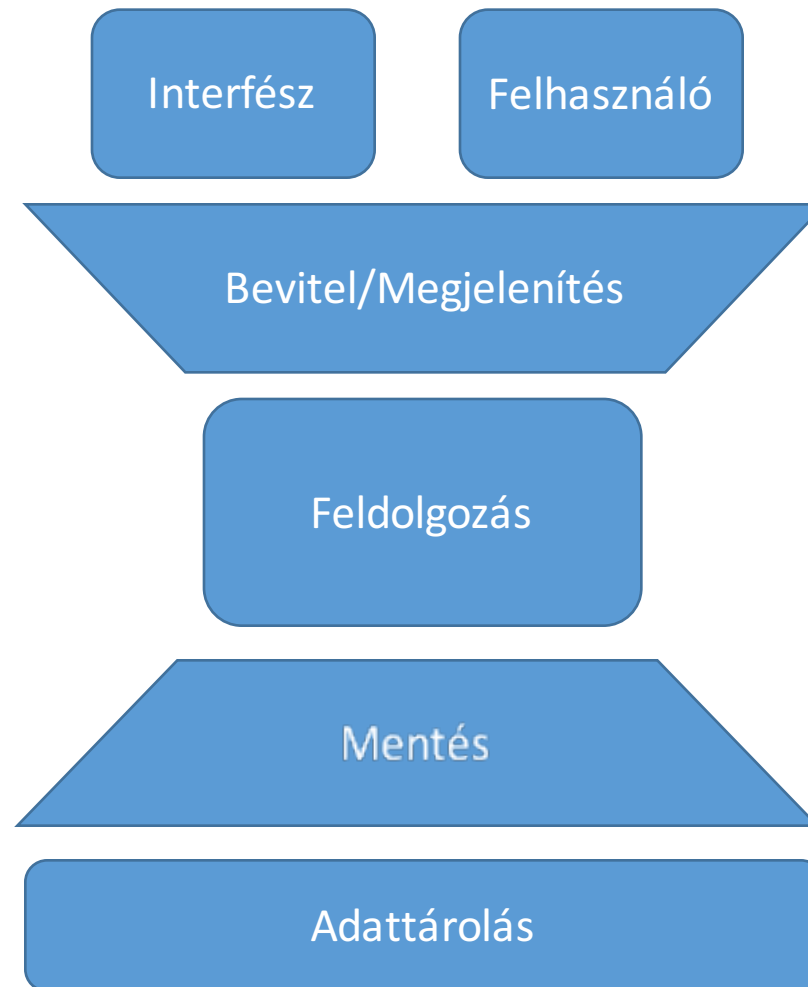 Interfész
Felhasználó
Bevitel/Megjelenítés
Feldolgozás
Mentés
Adattárolás